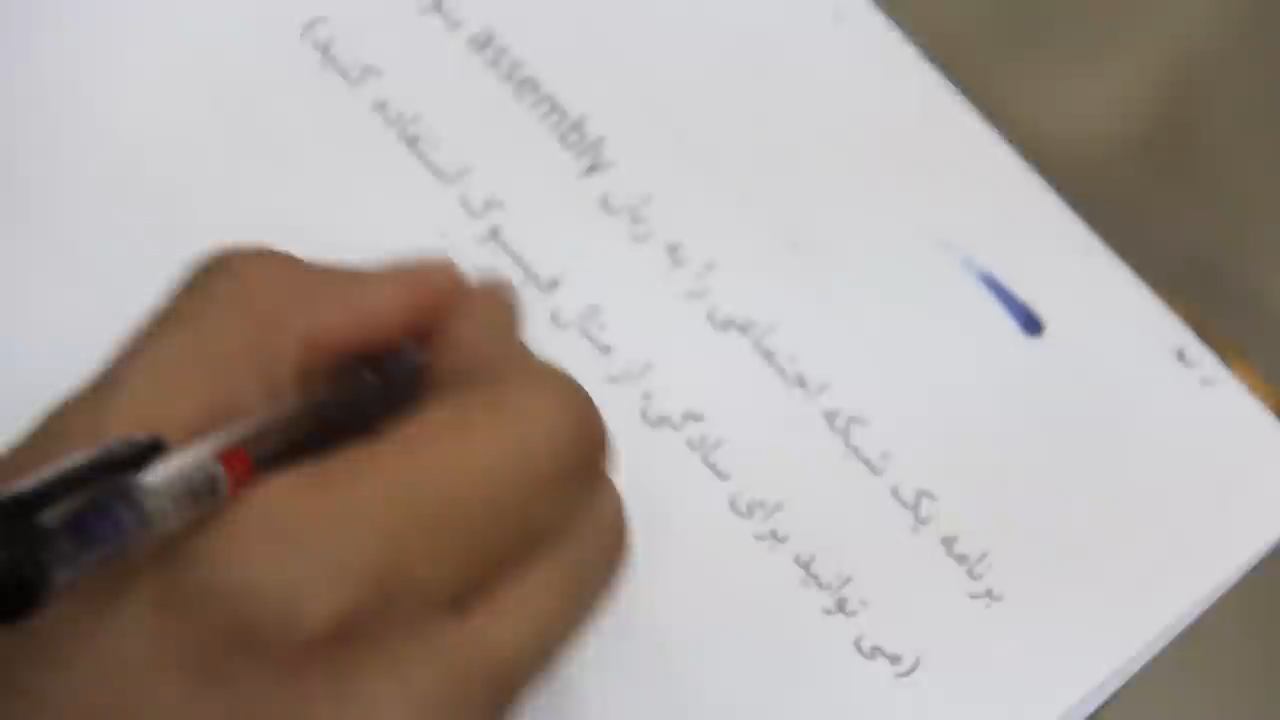 برنامه یک شبکه اجتماعی را به زبان assembly
(می توانید برای سادگی، از مثال فیسبوک استفاده کنید)